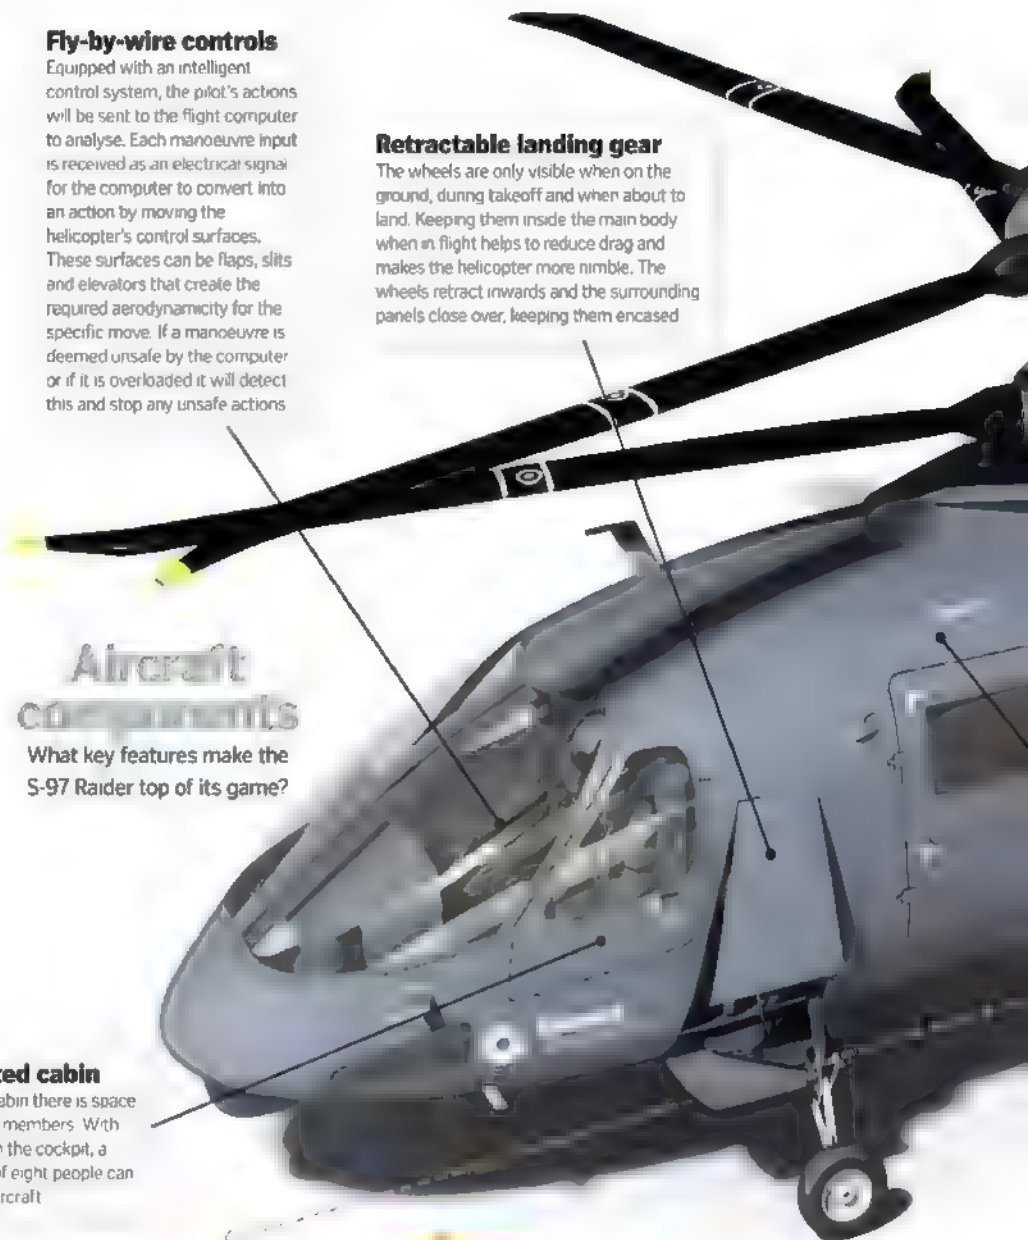 Fly-by-wire controls
Equipped with an intelligent
control system, the pilot's actions
will be sent to the flight computer
to analyse. Each manoeuvre input
is received as an electrical signal
for the computer to convert into
an action by moving the
helicopter's control surfaces.
These surfaces can be flaps, slits
and elevators that create the
required aerodynamicity for the
specific move. If a manoeuvre is
deemed unsafe by the computer
or if it is overloaded it will detect
this and stop any unsafe actions
Retractable landing gear
The wheels are only visible when on the
ground, during takeoff and when about to
land. Keeping them inside the main body
when in flight helps to reduce drag and
makes the helicopter more nimble. The
wheels retract inwards and the surrounding
panels close over, keeping them encased
Aircraft
components
What key features make the
S-97 Raider top of its game?
ted cabin
abin there is space
members. With
n the cockpit, a
of eight people can
rcraft